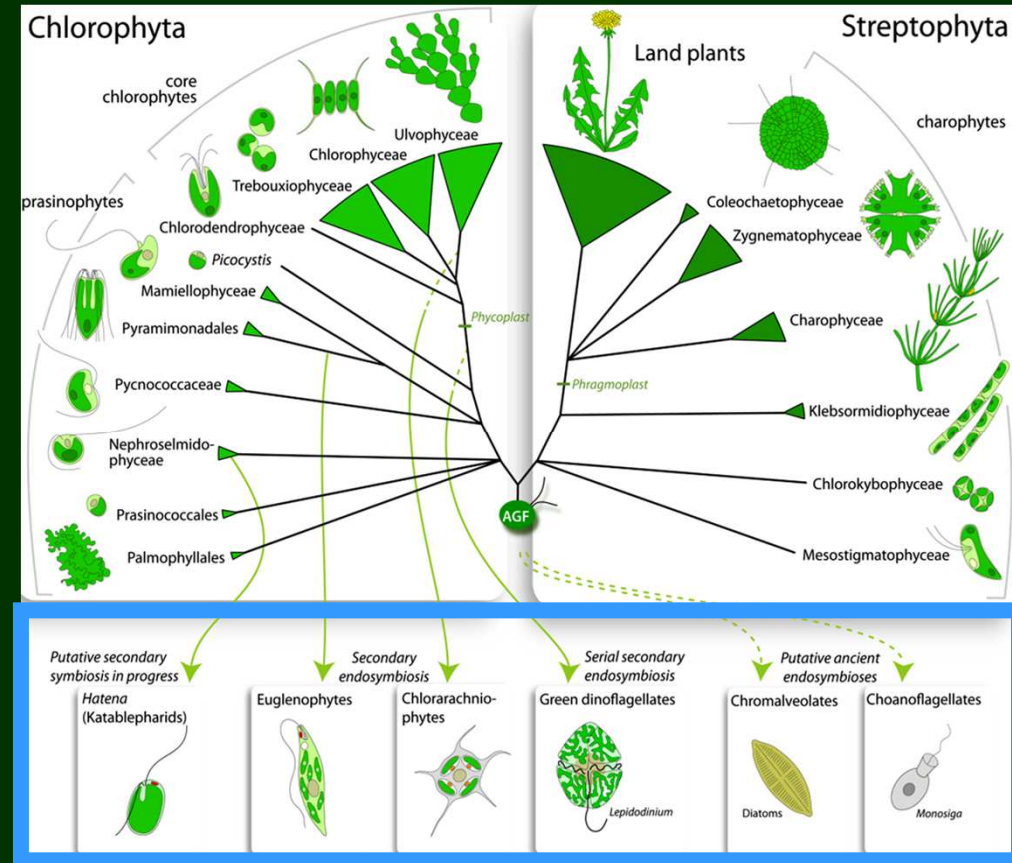 Chlorophyta
core
chlorophytes
Ulvophyceae
Chlorophyceae
Trebouxiophyceae
prasinophytes
Chlorodendrophyceae
Picocystis
Mamiellophyceae
Pyramimonadales
Phycoplast
Pycnococcaceae
Nephroselmido-
phyceae
Prasinococcales
Palmophyllales
Streptophyta
Land plants
charophytes
Coleochaetophyceae
Zygnematophyceae
Charophyceae
Phragmoplast
Klebsormidiophyceae
Chlorokybophyceae
AGF
Mesostigmatophyceae
Putative secondary
symbiosis in progress
Hatena
(Katablepharids)
Secondary
endosymbiosis
Euglenophytes
Chlorarachnio-
phytes
Serial secondary
endosymbiosis
Green dinoflagellates
Lepidodinium
Putative ancient
endosymbioses
Chromalveolates
Diatoms
Choanoflagellates
Monosiga